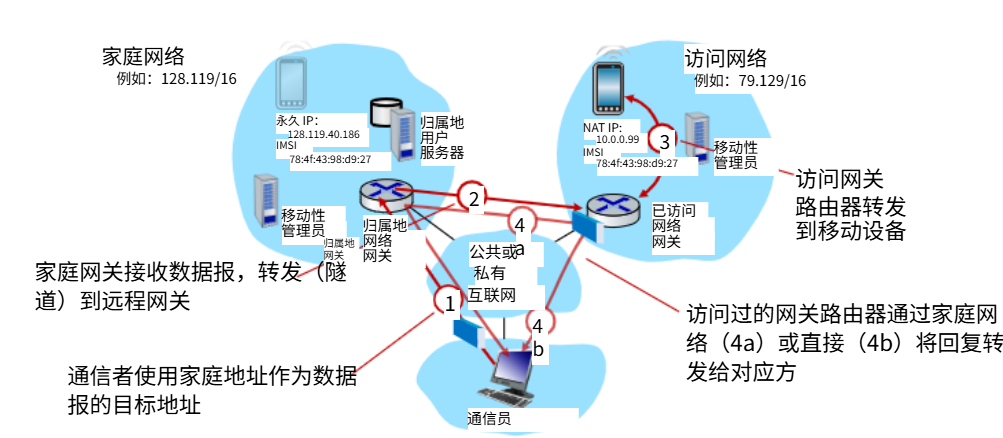 家庭网络
例如：128.119/16
永久 IP:
128.119.40.186
IMSI
78:4f:43:98:d9:27
归属地
用户
服务器
移动性
管理员
归属地
网关
归属地
网络
网关
访问网络
例如：79.129/16
NAT IP:
10.0.0.99
IMSI
78:4f:43:98:d9:27
3
移动性
管理员
已访问
网络
网关
访问网关
路由器转发
到移动设备
2
4
a
公共或
私有
互联网
1
4
b
家庭网关接收数据报，转发（隧
道）到远程网关
访问过的网关路由器通过家庭网
络（4a）或直接（4b）将回复转
发给对应方
通信者使用家庭地址作为数据
报的目标地址
通信员